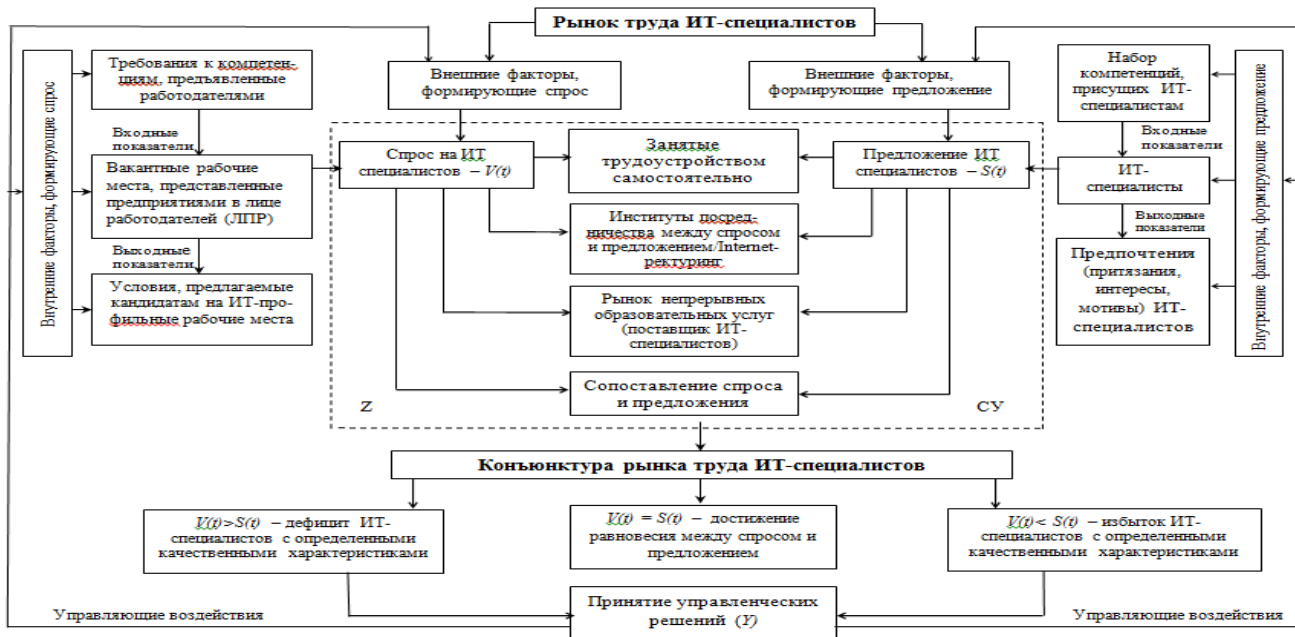 Рынок труда ИТ-специалистов
Внешние факторы,
формирующие спрос
Внешние факторы,
формирующие предложение
Внутренние факторы, формирующие спрос
Требования к компетен-
циям, предъявленные
работодателями
Входные
показатели
Вакантные рабочие
места, представленные
предприятиями в лице
работодателей (ЛПР)
Выходные
показатели
Условия, предлагаемые
кандидатам на ИТ-про-
фильные рабочие места
Спрос на ИТ
специалистов – V(t)
Занятые
трудоустройством
самостоятельно
Предложение ИТ
специалистов – S(t)
Институты посред-
ничества между спросом
и предложением/Internet-
ректуринг
Рынок непрерывных
образовательных услуг
(поставщик ИТ-
специалистов)
Сопоставление спроса
и предложения
Z
СУ
Набор
компетенций,
присущих ИТ-
специалистам
Входные
показатели
ИТ-
специалисты
Выходные
показатели
Предпочтения
(притязания,
интересы,
мотивы) ИТ-
специалистов
Внутренние факторы, формирующие предложение
Конъюнктура рынка труда ИТ-специалистов
V(t)>S(t) – дефицит ИТ-
специалистов с определенными
качественными характеристиками
V(t) = S(t) – достижение
равновесия между спросом и
предложением
V(t)< S(t) – избыток ИТ-
специалистов с определенными
качественными характеристиками
Управляющие воздействия
Принятие управленческих
решений (Y)
Управляющие воздействия